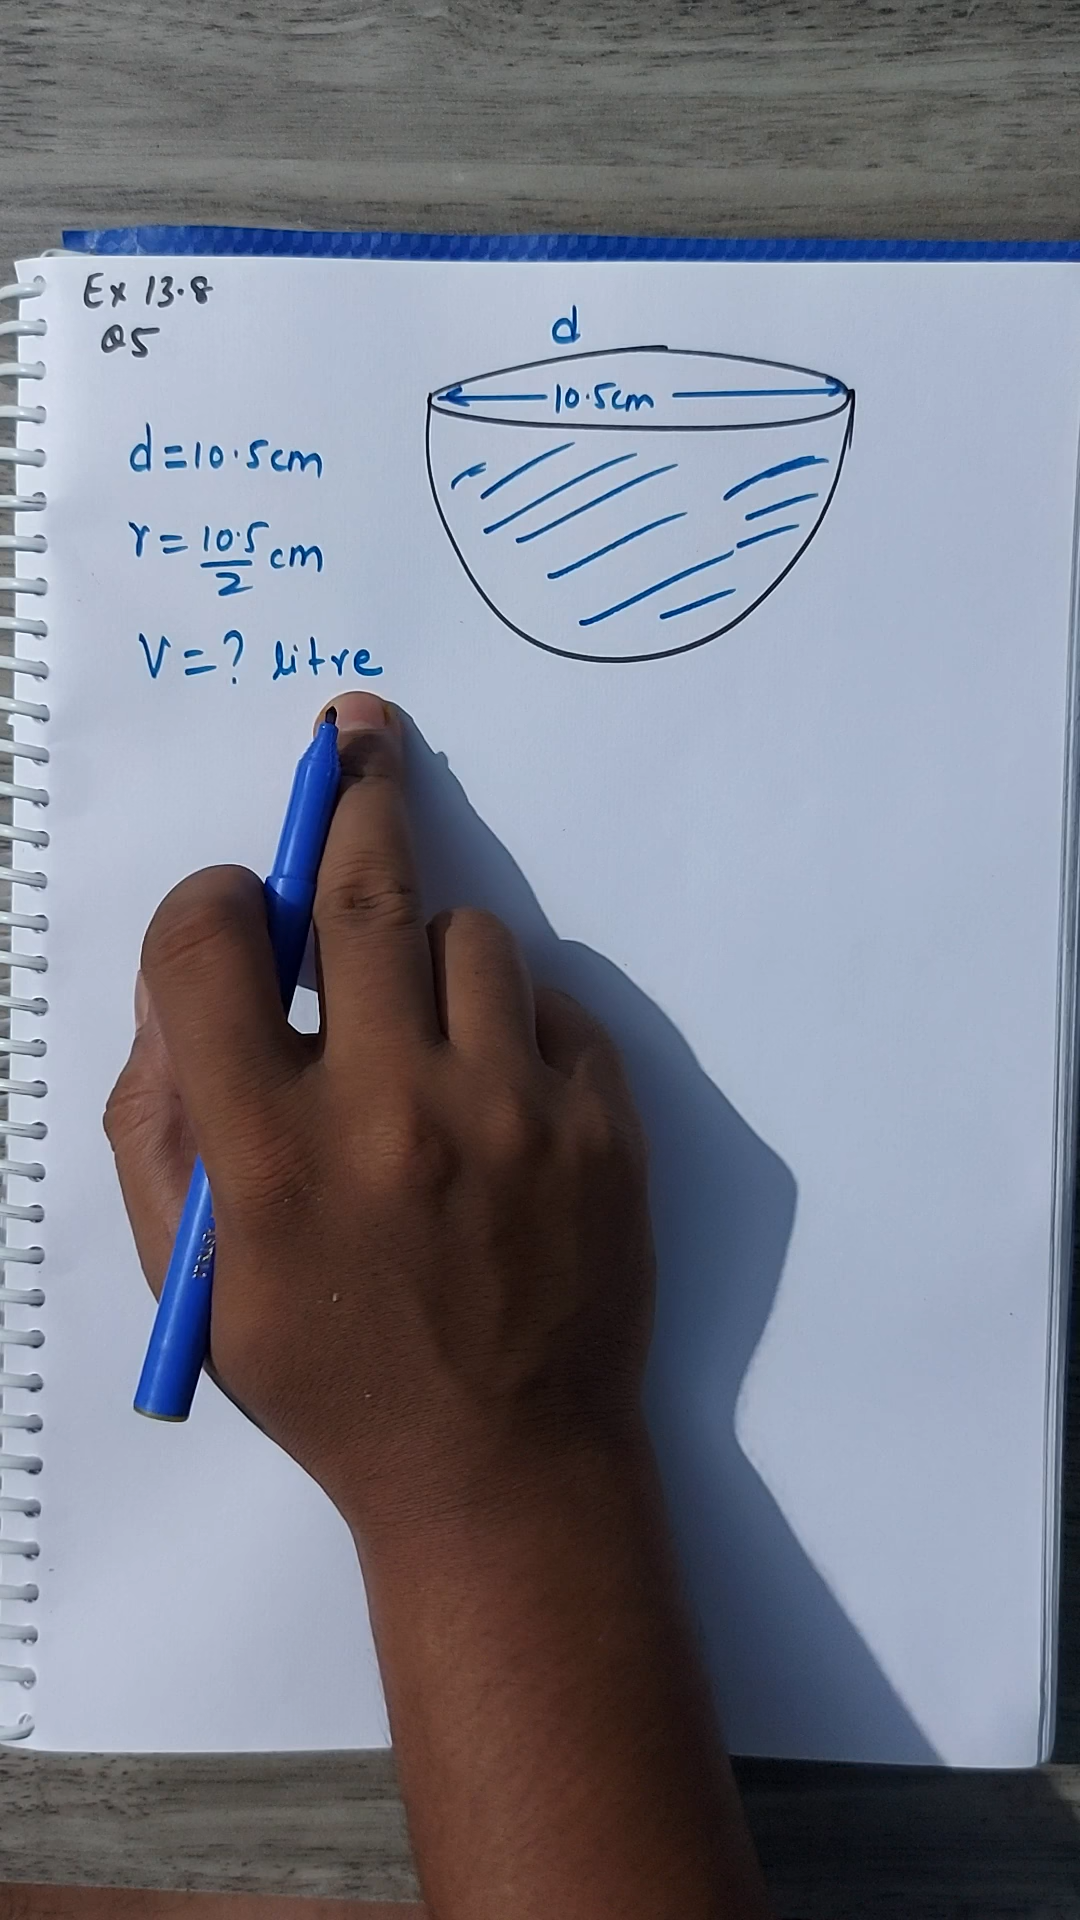 Ex 13.8
Q5
d
10.5cm
d=10.5cm
r=10.5/2 cm
V=? litre